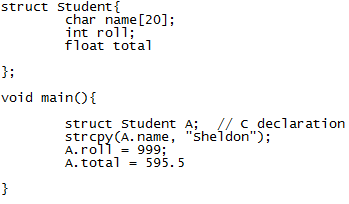 struct Student{
char name[20];
int roll;
float total
};
void main(){
struct Student A;  // C declaration
strcpy(A.name, "Sheldon");
A.roll = 999;
A.total = 595.5
}